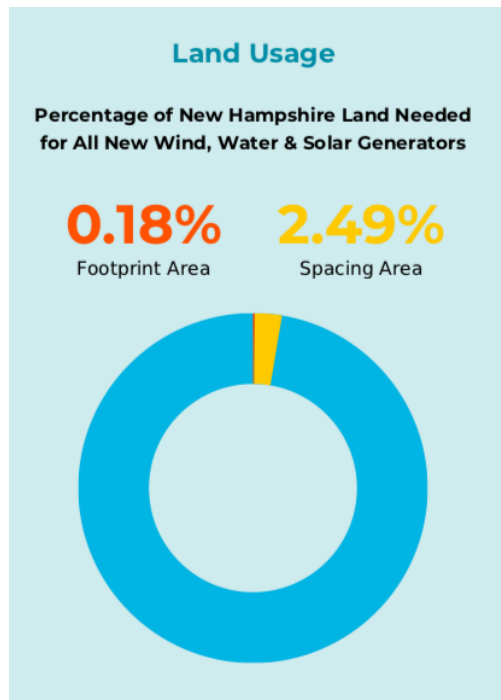 Land Usage
Percentage of New Hampshire Land Needed
for All New Wind, Water & Solar Generators
0.18% 2.49%
Footprint Area Spacing Area